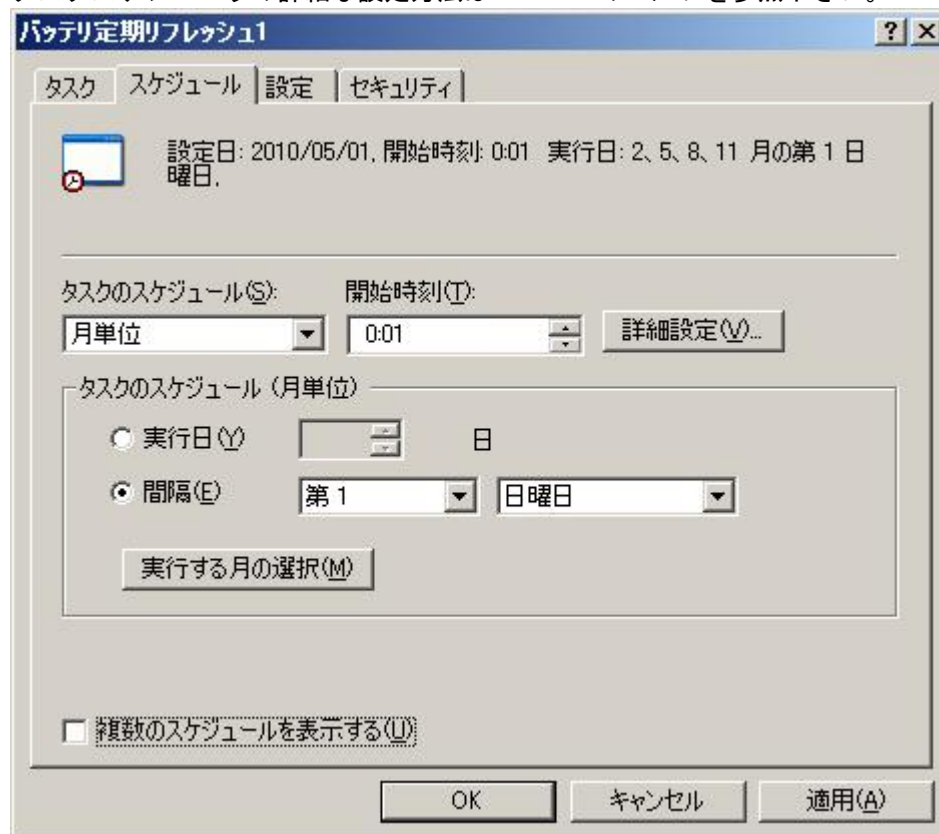 バッテリ定期リフレッシュ1
タスク スケジュール 設定 セキュリティ
設定日: 2010/05/01, 開始時刻: 0:01 実行日: 2、5、8、11 月の第 1 日
曜日,
タスクのスケジュール(S): 開始時刻(T):
月単位 0:01 詳細設定(V)...
タスクのスケジュール (月単位)
実行日(Y) 日
間隔(E) 第 1 日曜日
実行する月の選択(M)
複数のスケジュールを表示する(U)
OK キャンセル 適用(A)